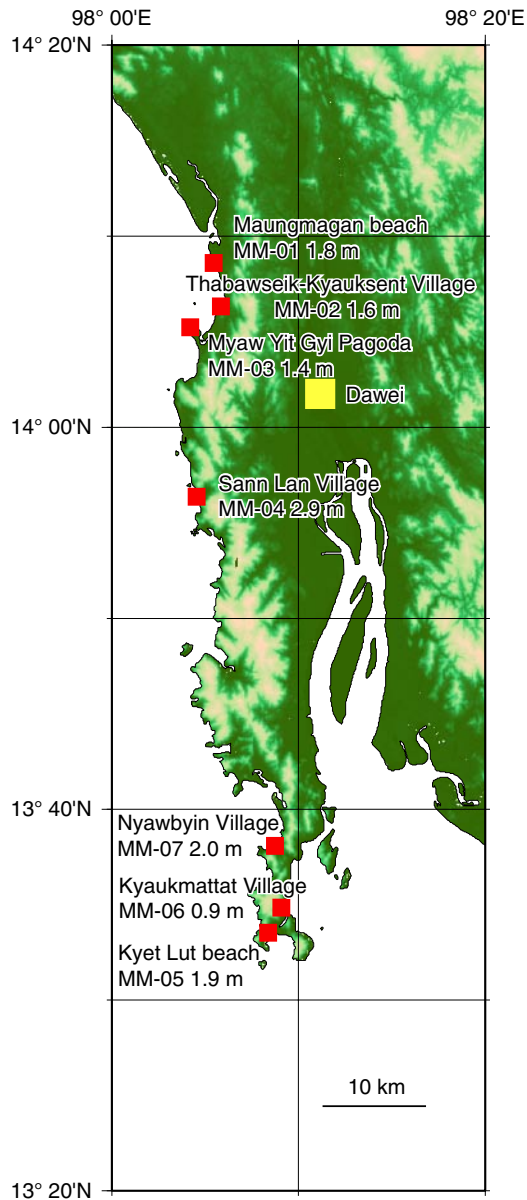 98° 00'E
98° 20'E
14° 20'N
Maungmagan beach
MM-01 1.8 m
Thabawseik-Kyauksent Village
MM-02 1.6 m
Myaw Yit Gyi Pagoda
MM-03 1.4 m
Dawei
14° 00'N
Sann Lan Village
MM-04 2.9 m
13° 40'N
Nyawbyin Village
MM-07 2.0 m
Kyaukmattat Village
MM-06 0.9 m
Kyet Lut beach
MM-05 1.9 m
10 km
13° 20'N